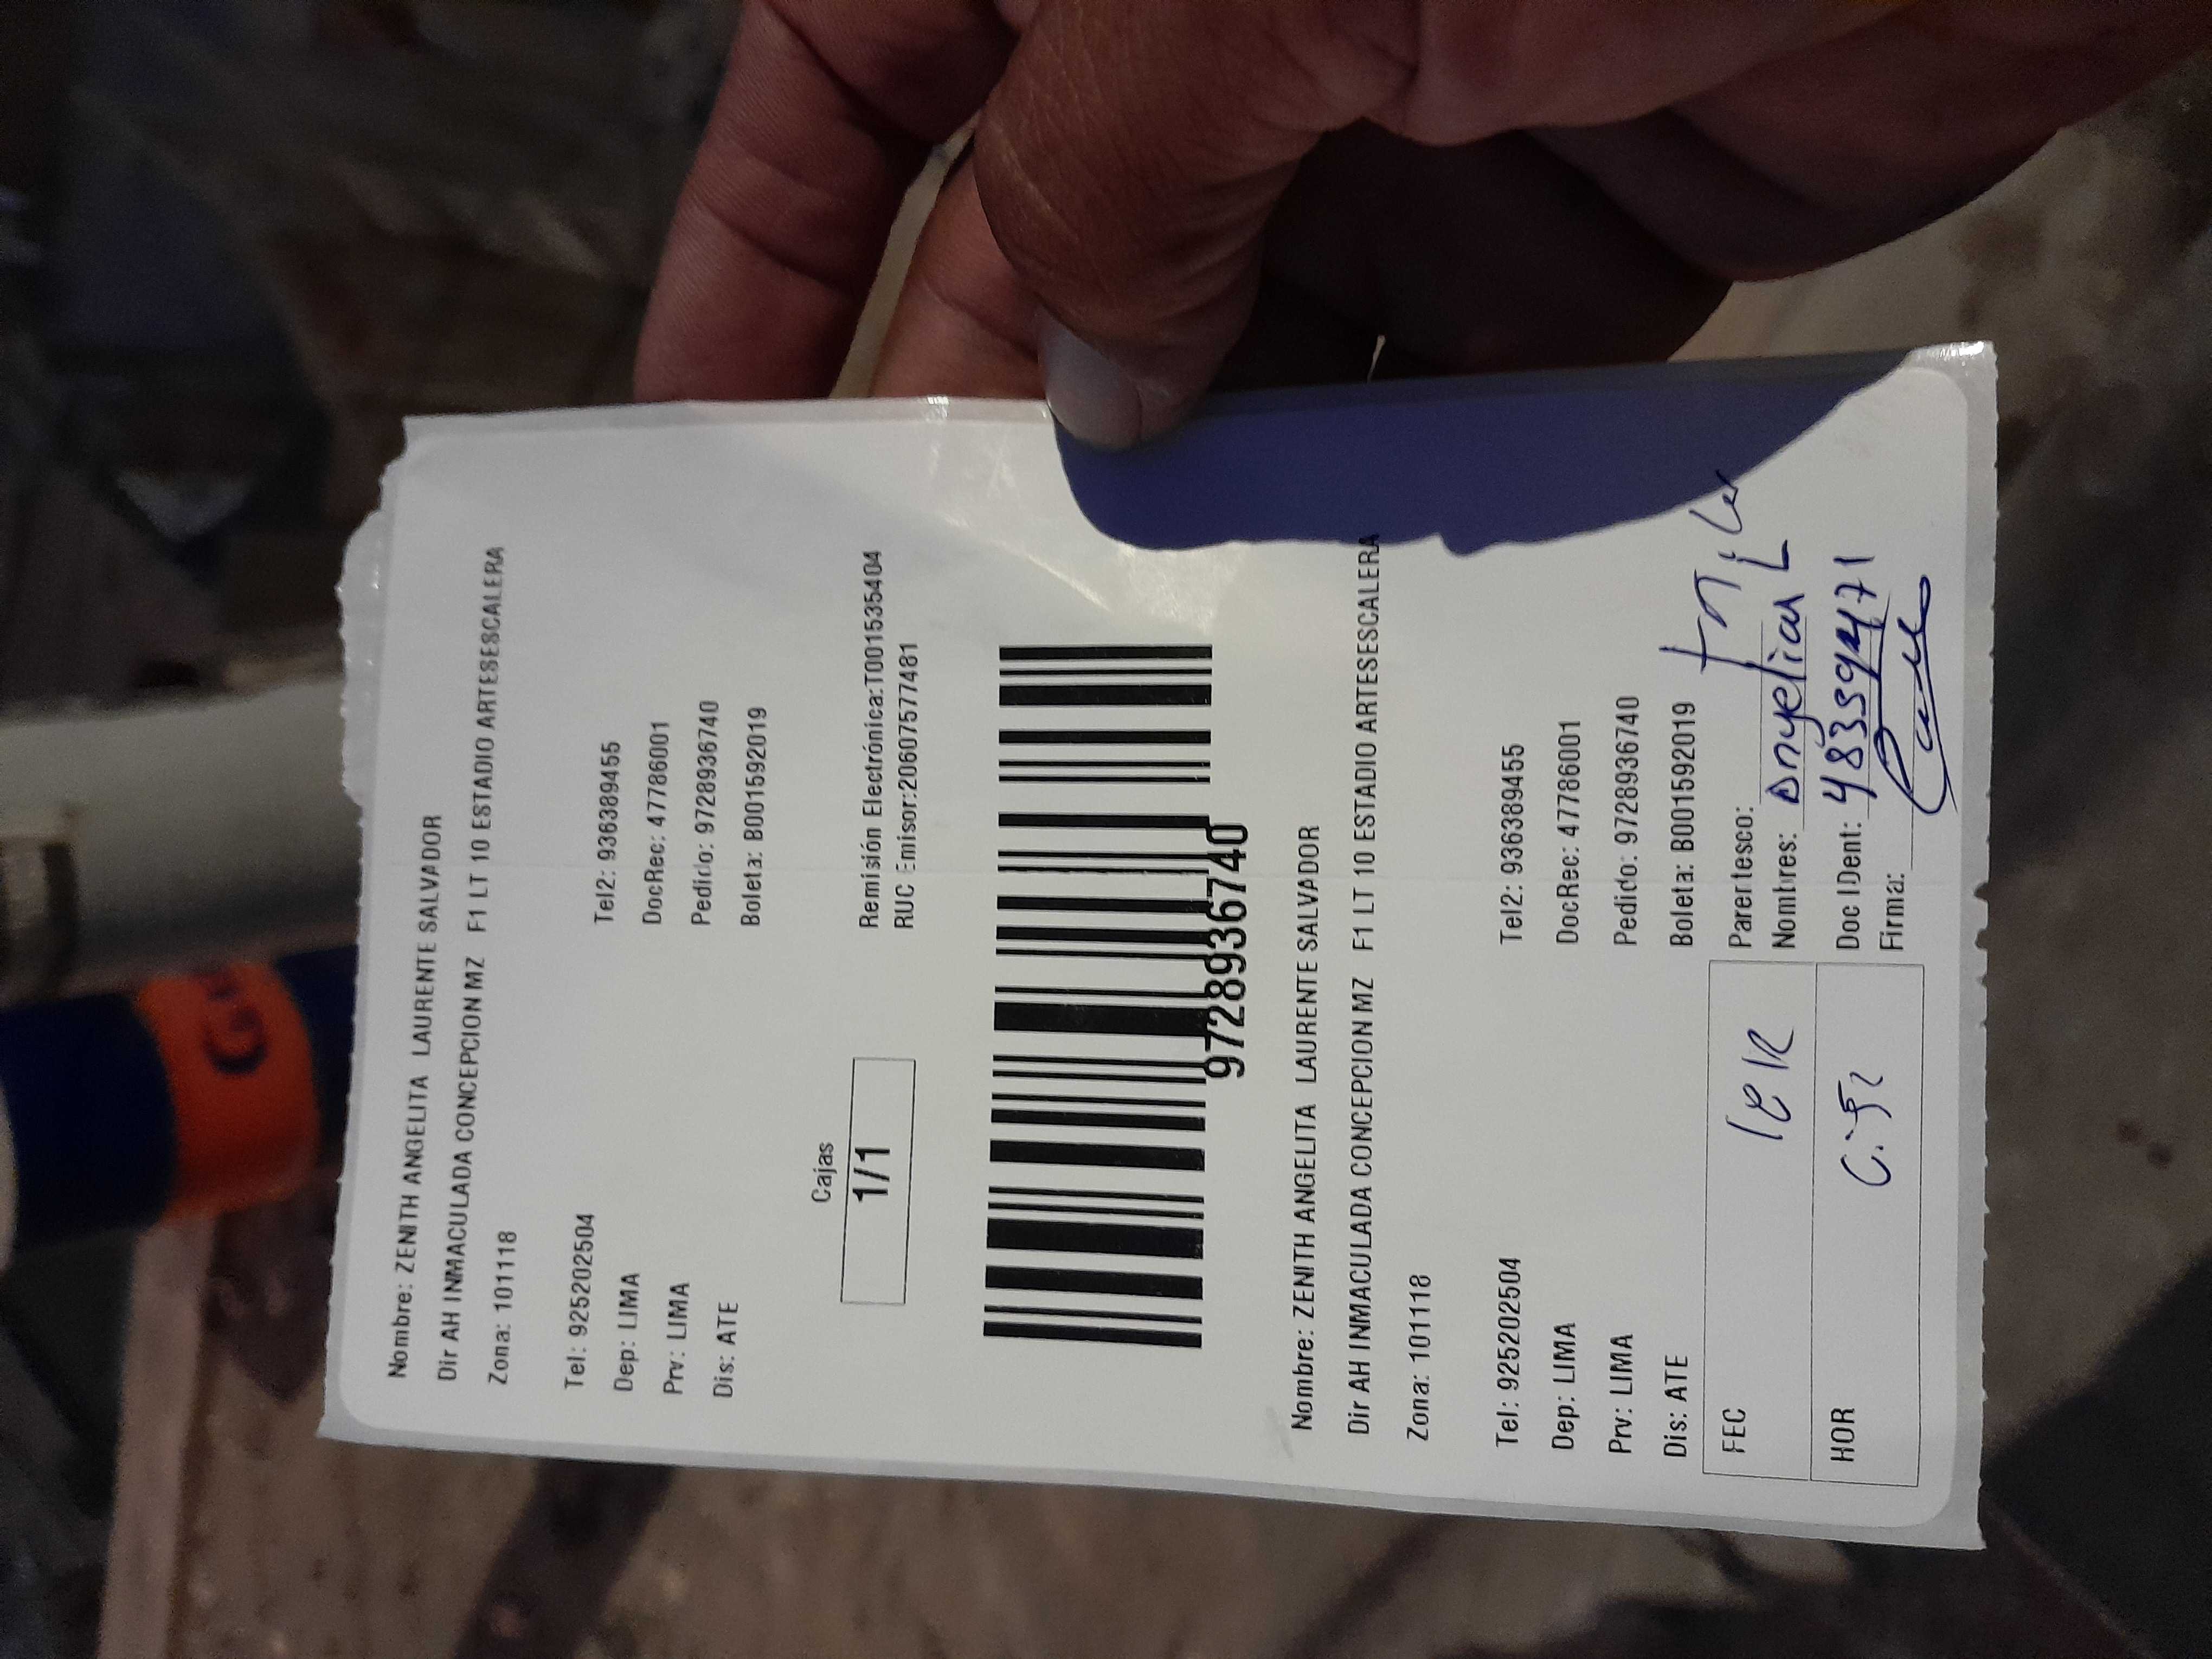 Nombre: ZENITH ANGELITA LAURENTE SALVADOR
Dir AH INMACULADA CONCEPCION MZ F1 LT 10 ESTADIO ARTESESCALERA
Zona: 101118
Tel: 925202504 Tel2: 936389455
Dep: LIMA DocRec: 47786001
Prv: LIMA Pedido: 9728936740
Dis: ATE Boleta: B001592019
Cajas
1/1
Remisión Electrónica:T001535404
RUC Emisor:20607577481
9728936740
Nombre: ZENITH ANGELITA LAURENTE SALVADOR
Dir AH INMACULADA CONCEPCION MZ F1 LT 10 ESTADIO ARTESESCALERA
Zona: 101118
Tel: 925202504 Tel2: 936389455
Dep: LIMA DocRec: 47786001
Prv: LIMA Pedido: 9728936740
Dis: ATE Boleta: B001592019
FEC
Parentesco:
Nombres:
HOR
Doc IDent:
Firma: